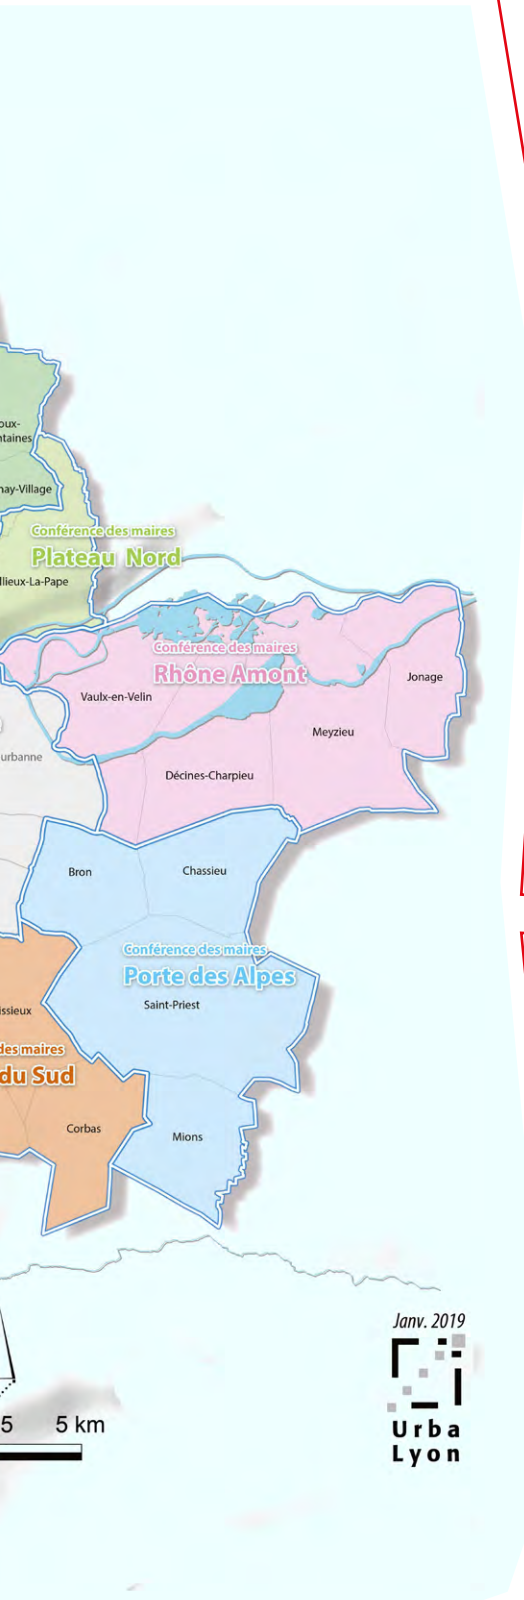 oux-
ntaines
nay-Village
Conférence des maires
Plateau Nord
llieux-La-Pape
Conférence des maires
Rhône Amont
Jonage
Vaulx-en-Velin
Meyzieu
urbanne
Décines-Charpieu
Bron
Chassieu
Conférence des maires
Porte des Alpes
Saint-Priest
issieux
des maires
du Sud
Corbas
Mions
Janv. 2019
5
5 km
Urba
Lyon